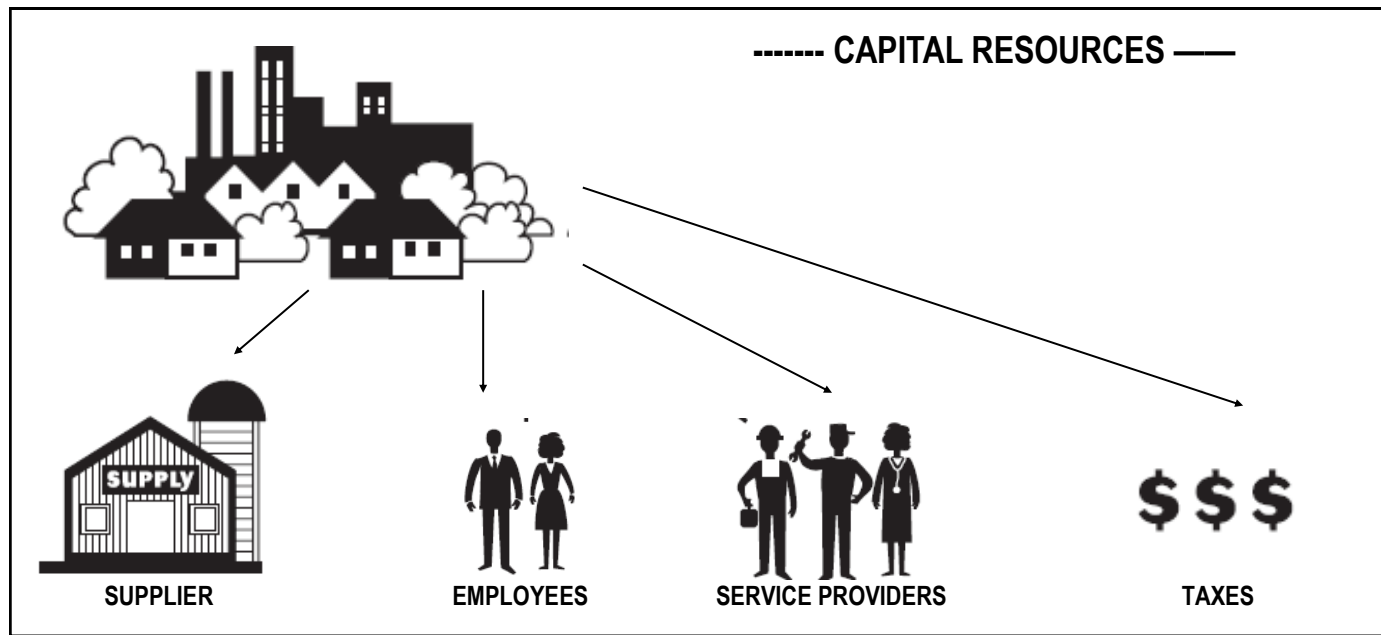 ------- CAPITAL RESOURCES ——
SUPPLY
SUPPLIER
EMPLOYEES
SERVICE PROVIDERS
$ $ $
TAXES